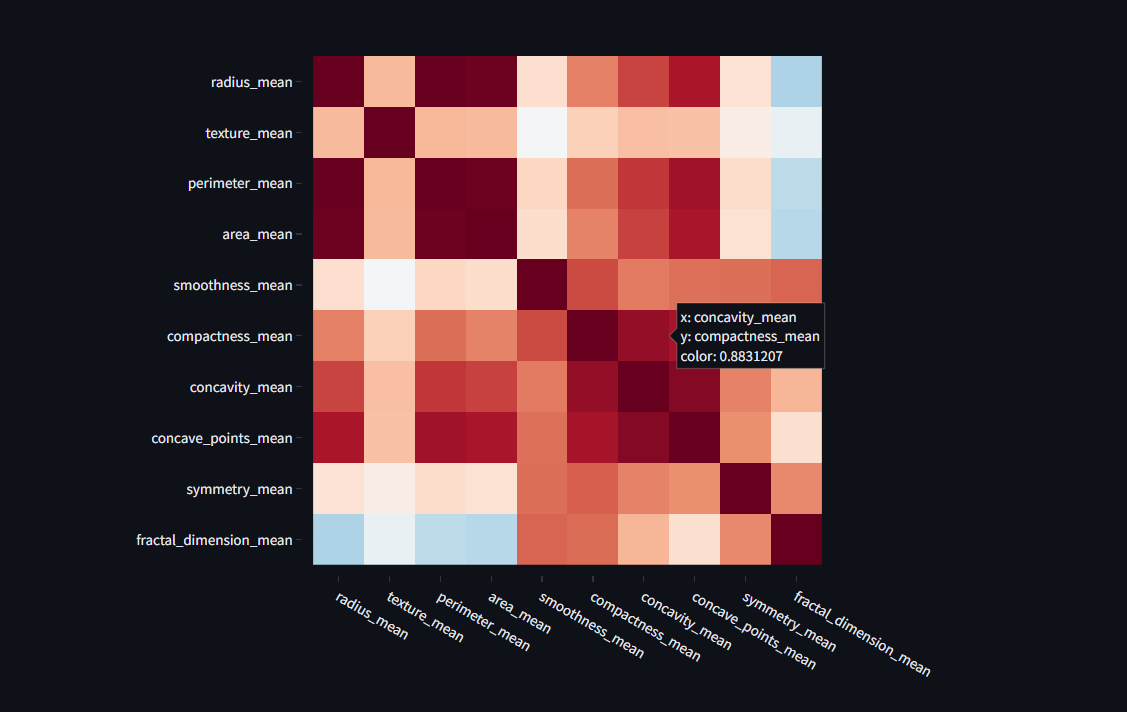 radius_mean
texture_mean
perimeter_mean
area_mean
smoothness_mean
compactness_mean
concavity_mean
concave_points_mean
symmetry_mean
fractal_dimension_mean
x: concavity_mean
y: compactness_mean
color: 0.8831207
radius_mean
texture_mean
perimeter_mean
area_mean
smoothness_mean
compactness_mean
concavity_mean
concave_points_mean
symmetry_mean
fractal_dimension_mean